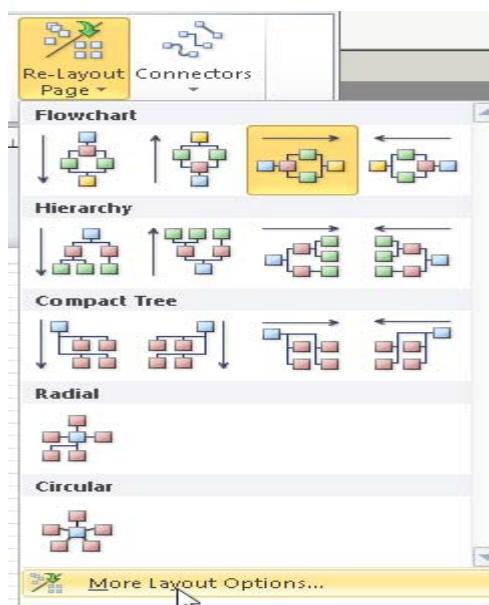 Re-Layout Connectors
Page
Flowchart
Hierarchy
Compact Tree
Radial
Circular
More Layout Options...